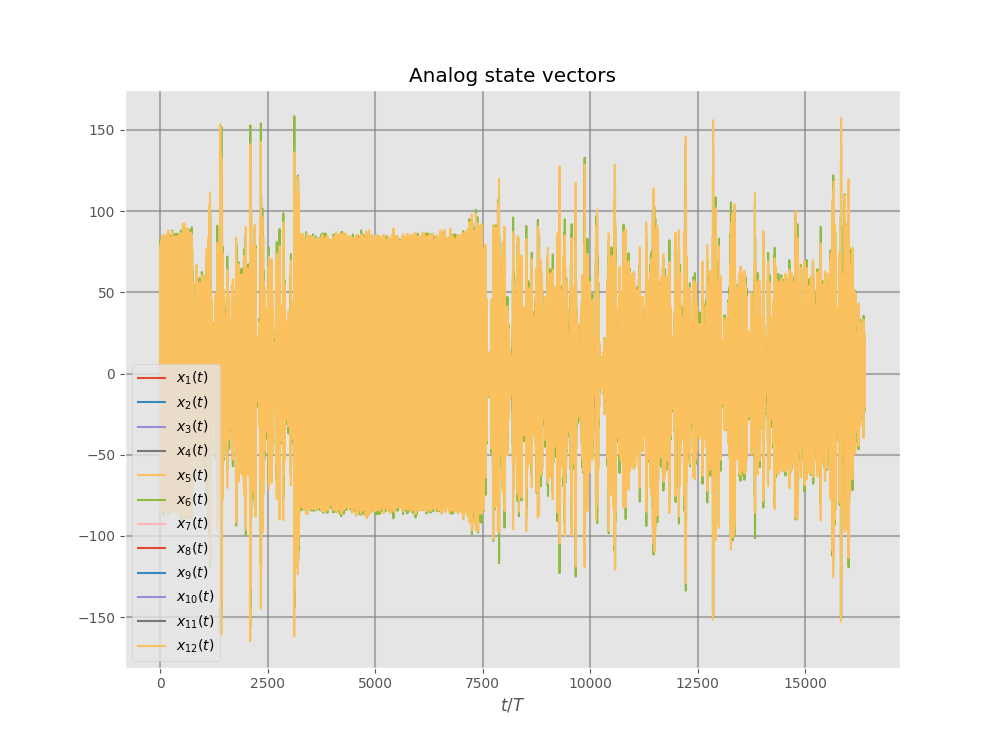 Analog state vectors
150
100
50
0
−50
−100
−150
x₁(t)
x₂(t)
x₃(t)
x₄(t)
x₅(t)
x₆(t)
x₇(t)
x₈(t)
x₉(t)
x₁₀(t)
x₁₁(t)
x₁₂(t)
0 2500 5000 7500 10000 12500 15000
t/T